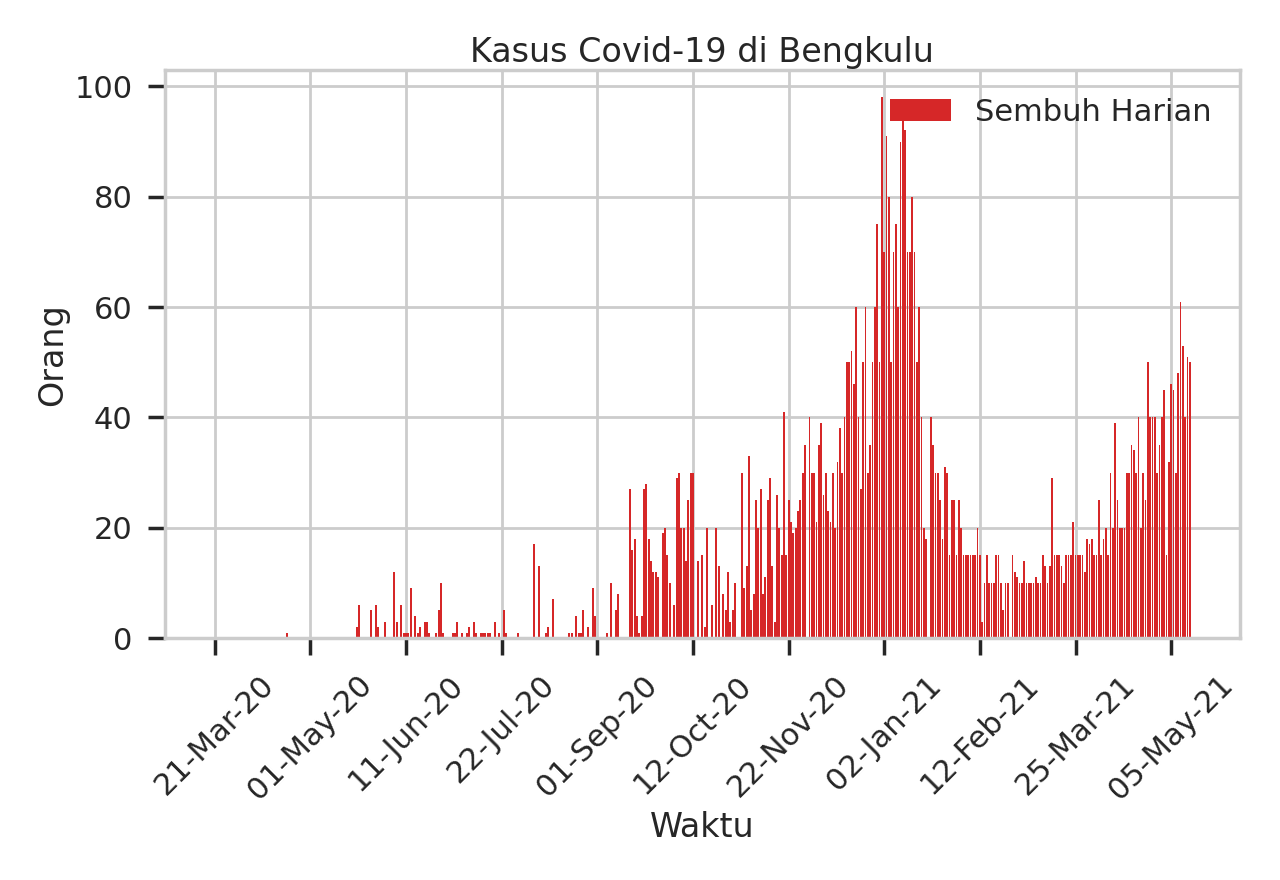 Kasus Covid-19 di Bengkulu
Sembuh Harian
Orang
100
80
60
40
20
0
21-Mar-20
01-May-20
11-Jun-20
22-Jul-20
01-Sep-20
12-Oct-20
22-Nov-20
02-Jan-21
12-Feb-21
25-Mar-21
05-May-21
Waktu